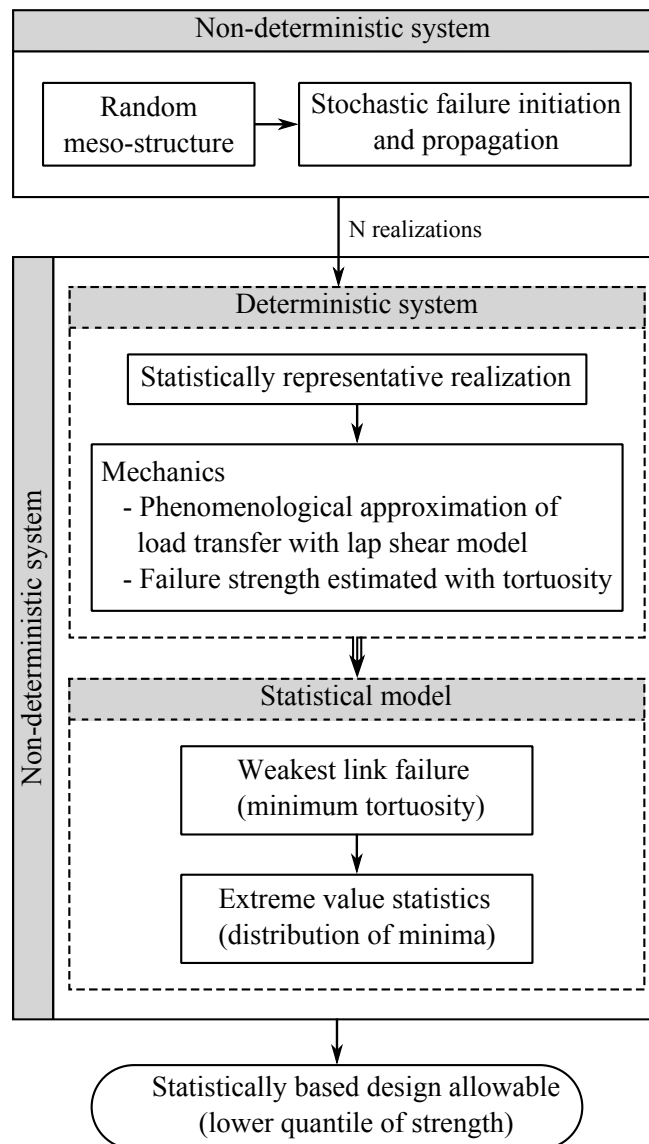 Non-deterministic system
Random
meso-structure
Stochastic failure initiation
and propagation
N realizations
Non-deterministic system
Deterministic system
Statistically representative realization
Mechanics
- Phenomenological approximation of
load transfer with lap shear model
- Failure strength estimated with tortuosity
Statistical model
Weakest link failure
(minimum tortuosity)
Extreme value statistics
(distribution of minima)
Statistically based design allowable
(lower quantile of strength)